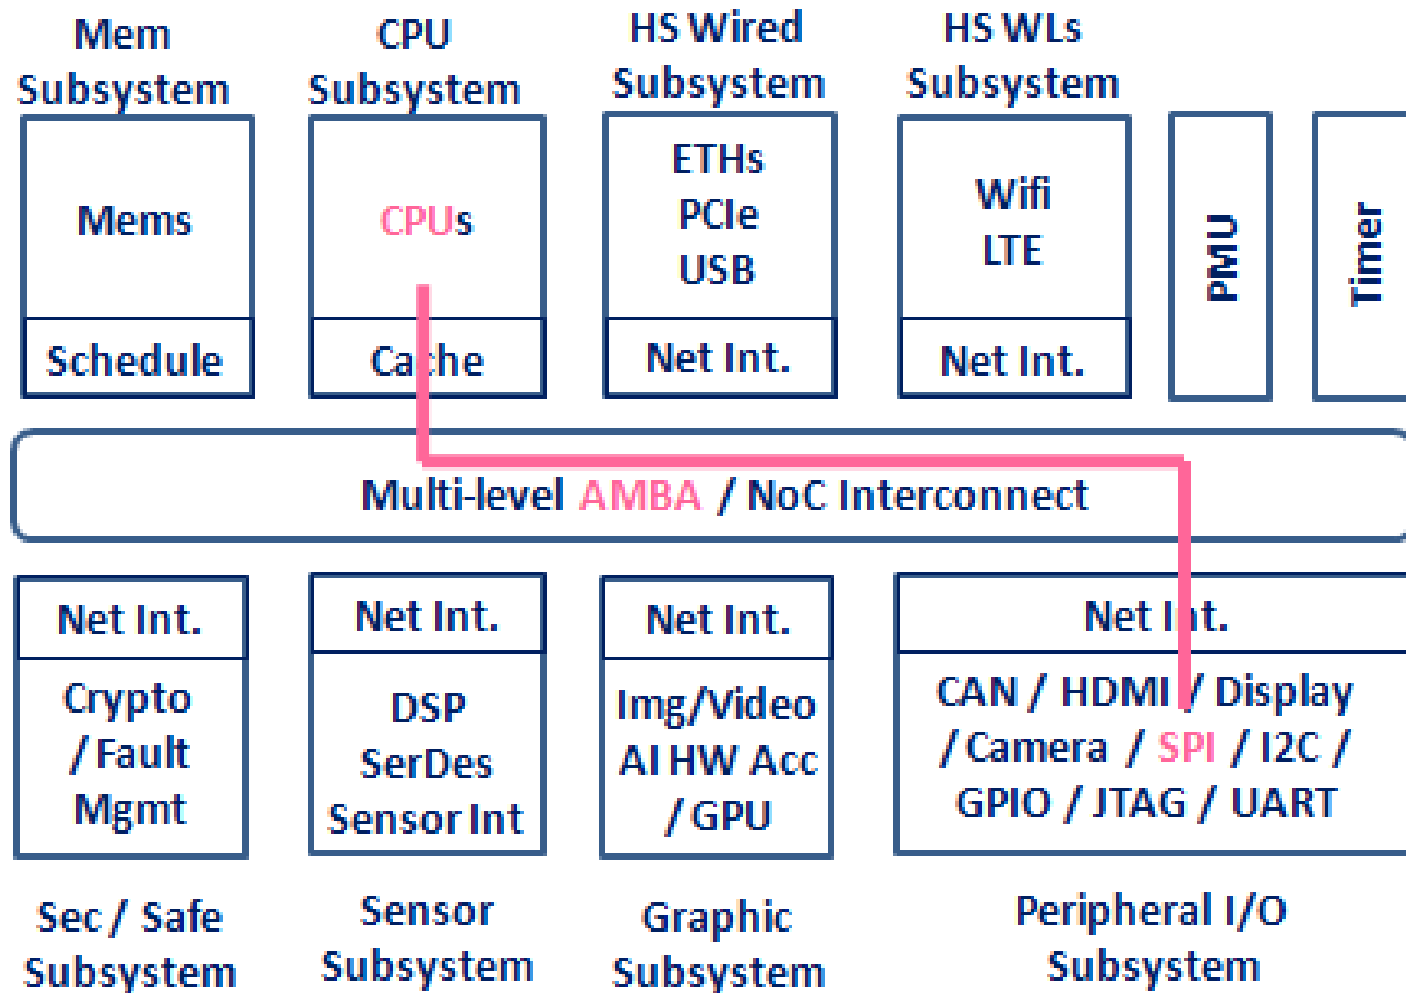 Mem
Subsystem
CPU
Subsystem
HS Wired
Subsystem
HS WLs
Subsystem
Mems
Schedule
CPUs
Cache
ETHs
PCIe
USB
Net Int.
Wifi
LTE
Net Int.
PMU
Timer
Multi-level AMBA / NoC Interconnect
Net Int.
Crypto
/ Fault
Mgmt
Net Int.
DSP
SerDes
Sensor Int
Net Int.
Img/Video
AI HW Acc
/ GPU
Net Int.
CAN / HDMI / Display
/ Camera / SPI / I2C /
GPIO / JTAG / UART
Sec / Safe
Subsystem
Sensor
Subsystem
Graphic
Subsystem
Peripheral I/O
Subsystem